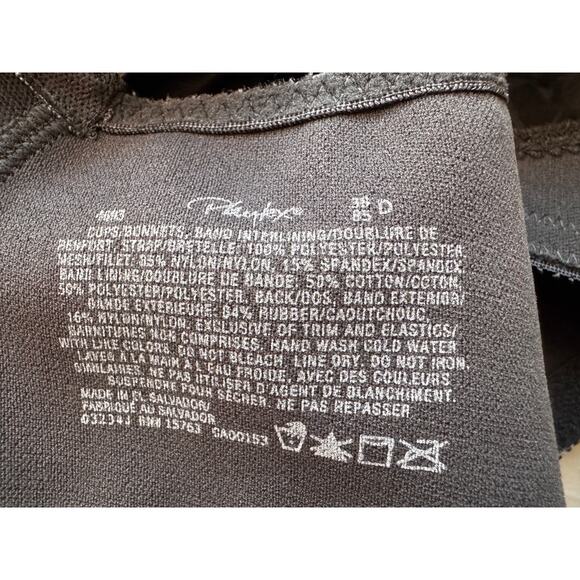 4693 Playtex® 38 85 D
CUPS/BONNETS, BAND INTERLINING/DOUBLURE DE
RENFORT, STRAP/BRETELLE: 100% POLYESTER/POLYESTER
MESH/FILET: 85% NYLON/NYLON, 15% SPANDEX/SPANDEX
BAND LINING/DOUBLURE DE BANDE: 50% COTTON/COTON,
50% POLYESTER/POLYESTER, BACK/DOS, BAND EXTERIOR/
BANDE EXTERIEURE: 84% RUBBER/CAOUTCHOUC,
16% NYLON/NYLON. EXCLUSIVE OF TRIM AND ELASTICS/
GARNITURES NON COMPRISES. HAND WASH COLD WATER
WITH LIKE COLORS. DO NOT BLEACH. LINE DRY. DO NOT IRON.
LAVER A LA MAIN A L'EAU FROIDE, AVEC DES COULEURS
SIMILAIRES. NE PAS UTILISER D'AGENT DE BLANCHIMENT.
SUSPENDRE POUR SÉCHER. NE PAS REPASSER
MADE IN EL SALVADOR/
FABRIQUÉ AU SALVADOR
03234J RN# 15763 CA00153